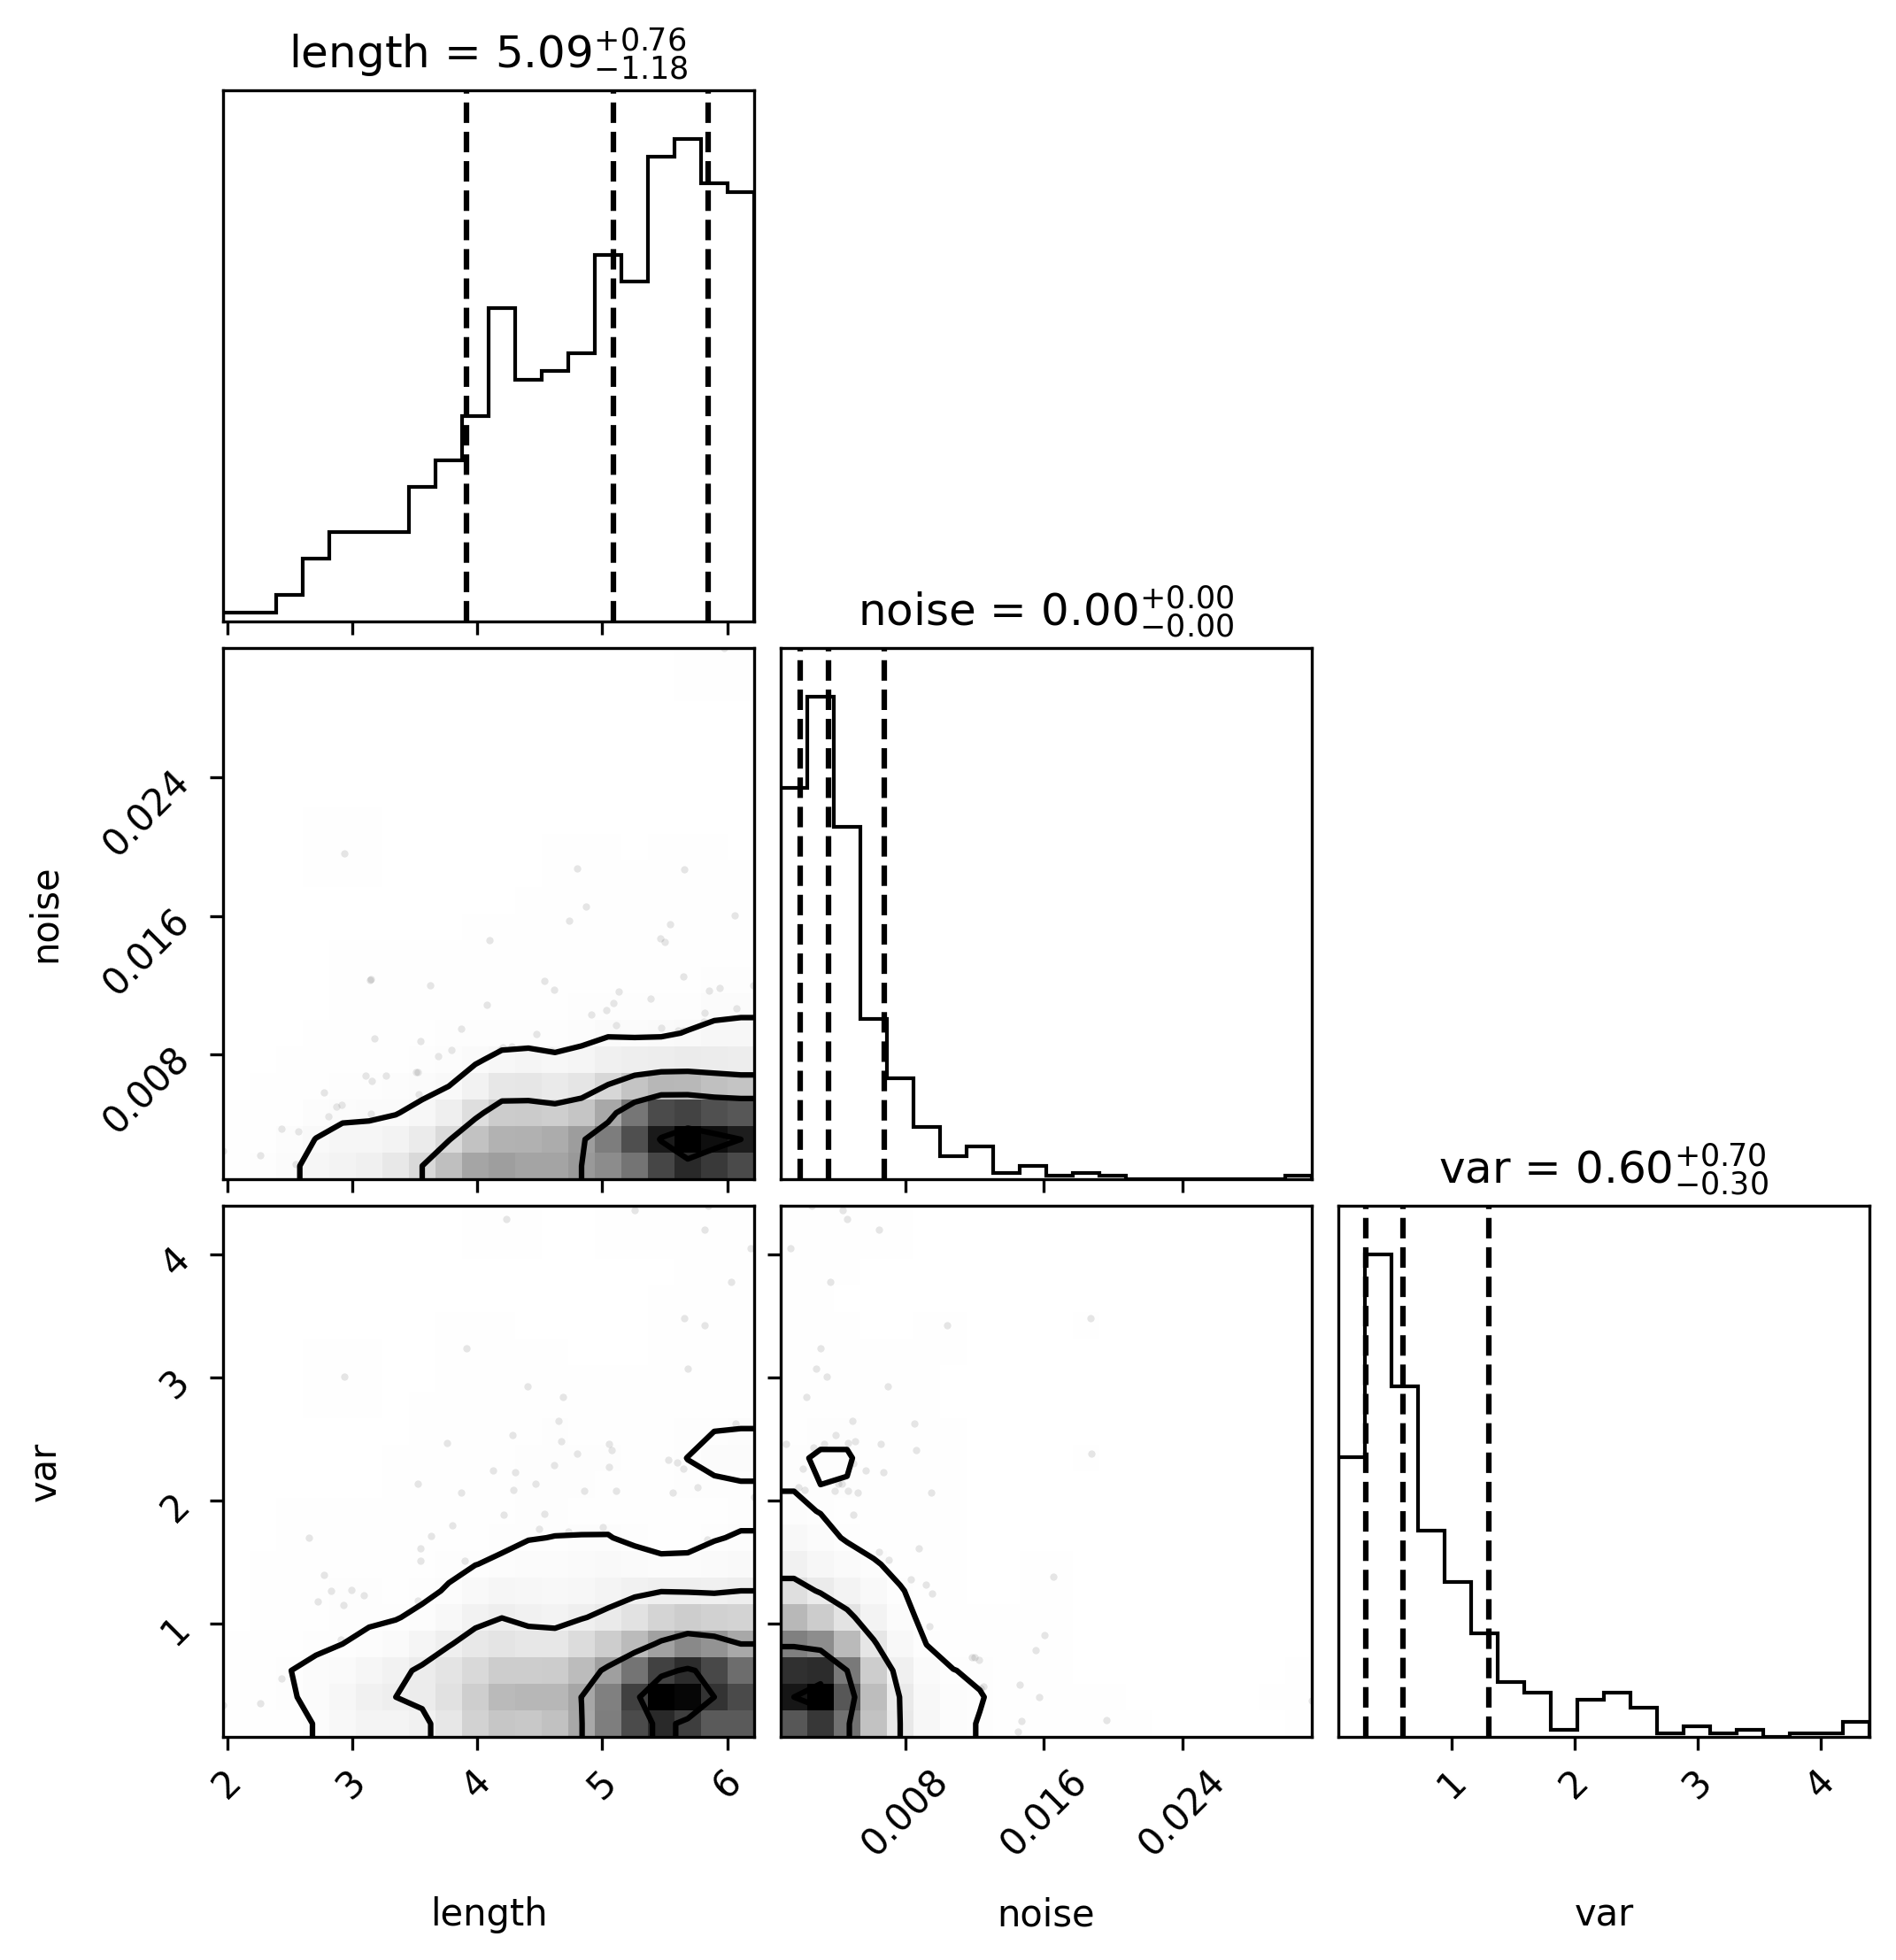 length = 5.09 +0.76 −1.18
noise = 0.00 +0.00 −0.00
0.024
0.016
0.008
noise
var = 0.60 +0.70 −0.30
4
3
2
1
var
2 3 4 5 6
0.008 0.016 0.024
1 2 3 4
length noise var